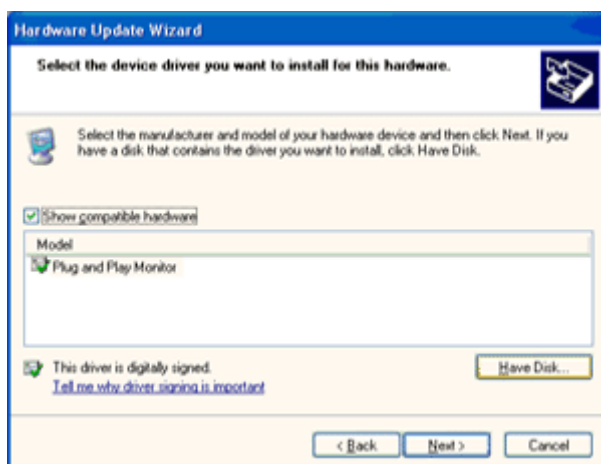 Hardware Update Wizard
Select the device driver you want to install for this hardware.
Select the manufacturer and model of your hardware device and then click Next. If you
have a disk that contains the driver you want to install, click Have Disk.
Show compatible hardware
Model
Plug and Play Monitor
This driver is digitally signed.
Have Disk...
Tell me why driver signing is important
< Back
Next >
Cancel